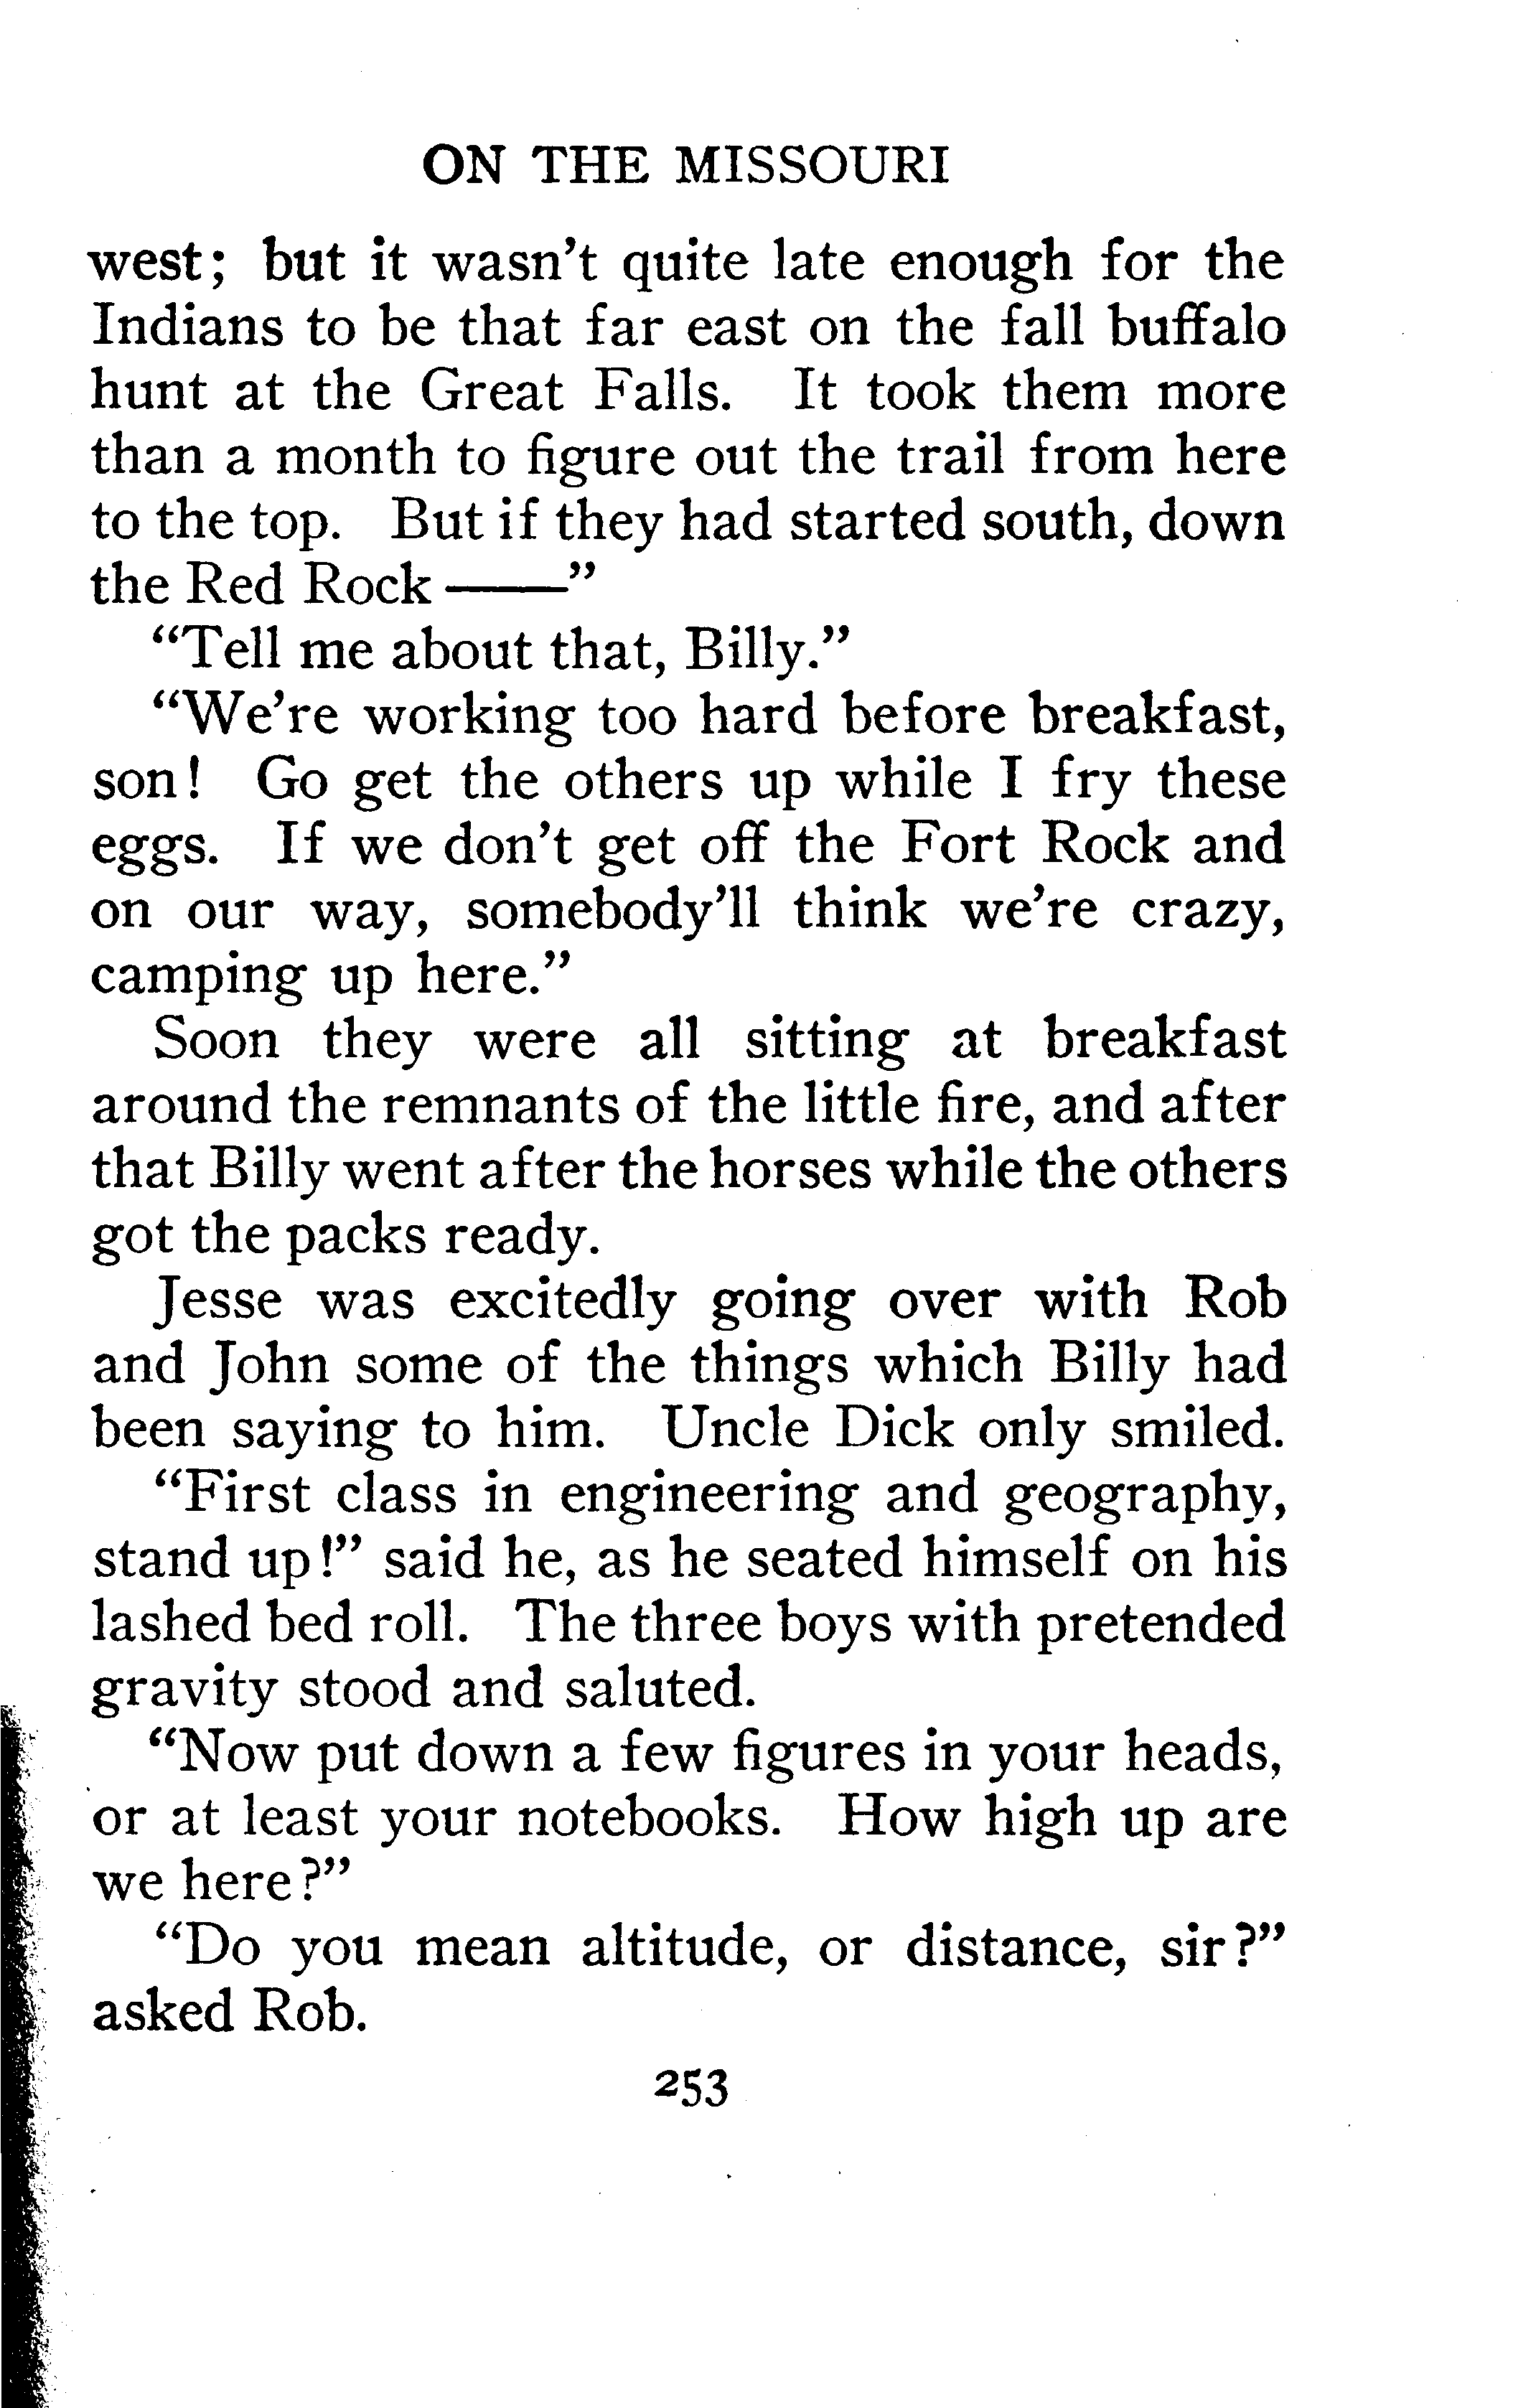 ON THE MISSOURI
west; but it wasn't quite late enough for the
Indians to be that far east on the fall buffalo
hunt at the Great Falls. It took them more
than a month to figure out the trail from here
to the top. But if they had started south, down
the Red Rock ——”
“Tell me about that, Billy.”
“We're working too hard before breakfast,
son! Go get the others up while I fry these
eggs. If we don't get off the Fort Rock and
on our way, somebody'll think we're crazy,
camping up here.”
Soon they were all sitting at breakfast
around the remnants of the little fire, and after
that Billy went after the horses while the others
got the packs ready.
Jesse was excitedly going over with Rob
and John some of the things which Billy had
been saying to him. Uncle Dick only smiled.
“First class in engineering and geography,
stand up!” said he, as he seated himself on his
lashed bed roll. The three boys with pretended
gravity stood and saluted.
“Now put down a few figures in your heads,
or at least your notebooks. How high up are
we here?”
“Do you mean altitude, or distance, sir?”
asked Rob.
253